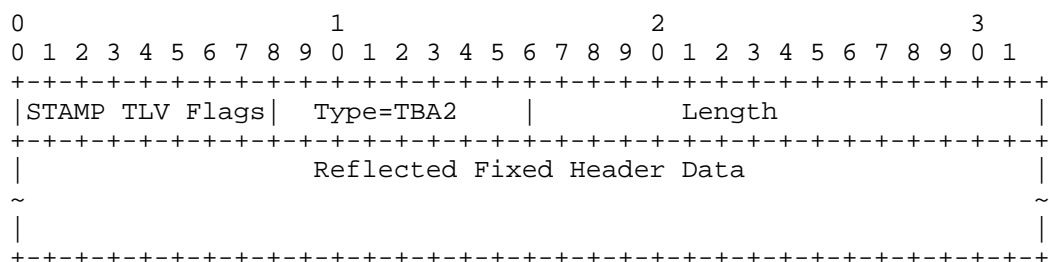 0                   1                   2                   3
0 1 2 3 4 5 6 7 8 9 0 1 2 3 4 5 6 7 8 9 0 1 2 3 4 5 6 7 8 9 0 1
+-+-+-+-+-+-+-+-+-+-+-+-+-+-+-+-+-+-+-+-+-+-+-+-+-+-+-+-+-+-+-+-+
|STAMP TLV Flags|  Type=TBA2    |         Length                |
+-+-+-+-+-+-+-+-+-+-+-+-+-+-+-+-+-+-+-+-+-+-+-+-+-+-+-+-+-+-+-+-+
|                  Reflected Fixed Header Data                  |
~                                                               ~
|                                                               |
+-+-+-+-+-+-+-+-+-+-+-+-+-+-+-+-+-+-+-+-+-+-+-+-+-+-+-+-+-+-+-+-+